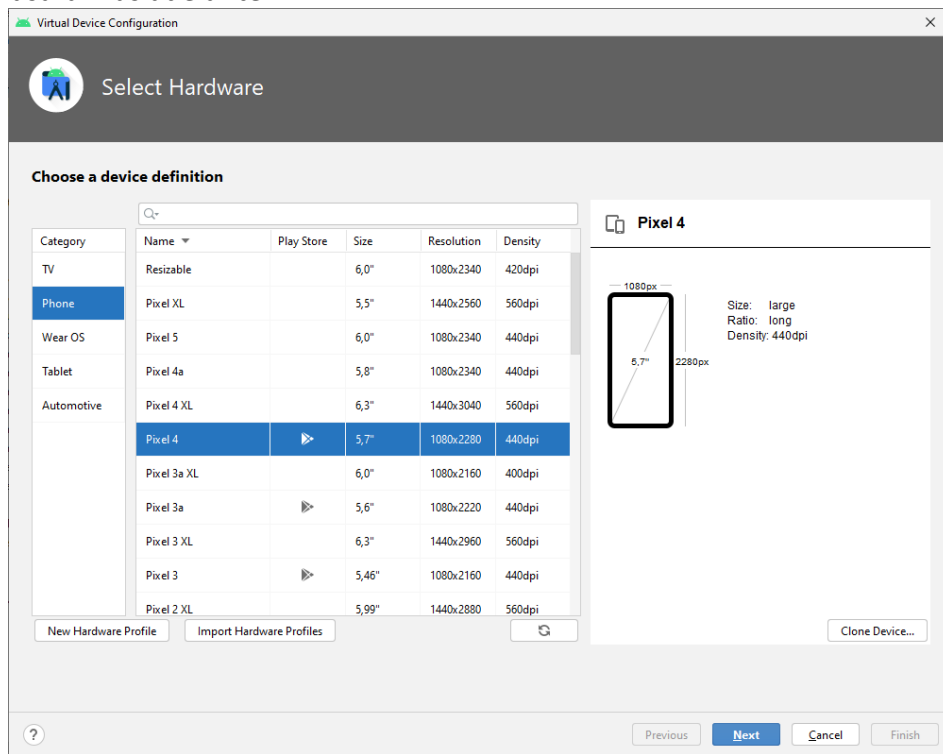 Virtual Device Configuration
Select Hardware
Choose a device definition
Category
TV
Phone
Wear OS
Tablet
Automotive
Name Play Store Size Resolution Density
Resizable 6,0" 1080x2340 420dpi
Pixel XL 5,5" 1440x2560 560dpi
Pixel 5 6,0" 1080x2340 440dpi
Pixel 4a 5,8" 1080x2340 440dpi
Pixel 4 XL 6,3" 1440x3040 560dpi
Pixel 4 5,7" 1080x2280 440dpi
Pixel 3a XL 6,0" 1080x2160 400dpi
Pixel 3a 5,6" 1080x2220 440dpi
Pixel 3 XL 6,3" 1440x2960 560dpi
Pixel 3 5,46" 1080x2160 440dpi
Pixel 2 XL 5,99" 1440x2880 560dpi
Pixel 4
1080px
5,7"
2280px
Size: large
Ratio: long
Density: 440dpi
New Hardware Profile
Import Hardware Profiles
Clone Device...
?
Previous
Next
Cancel
Finish